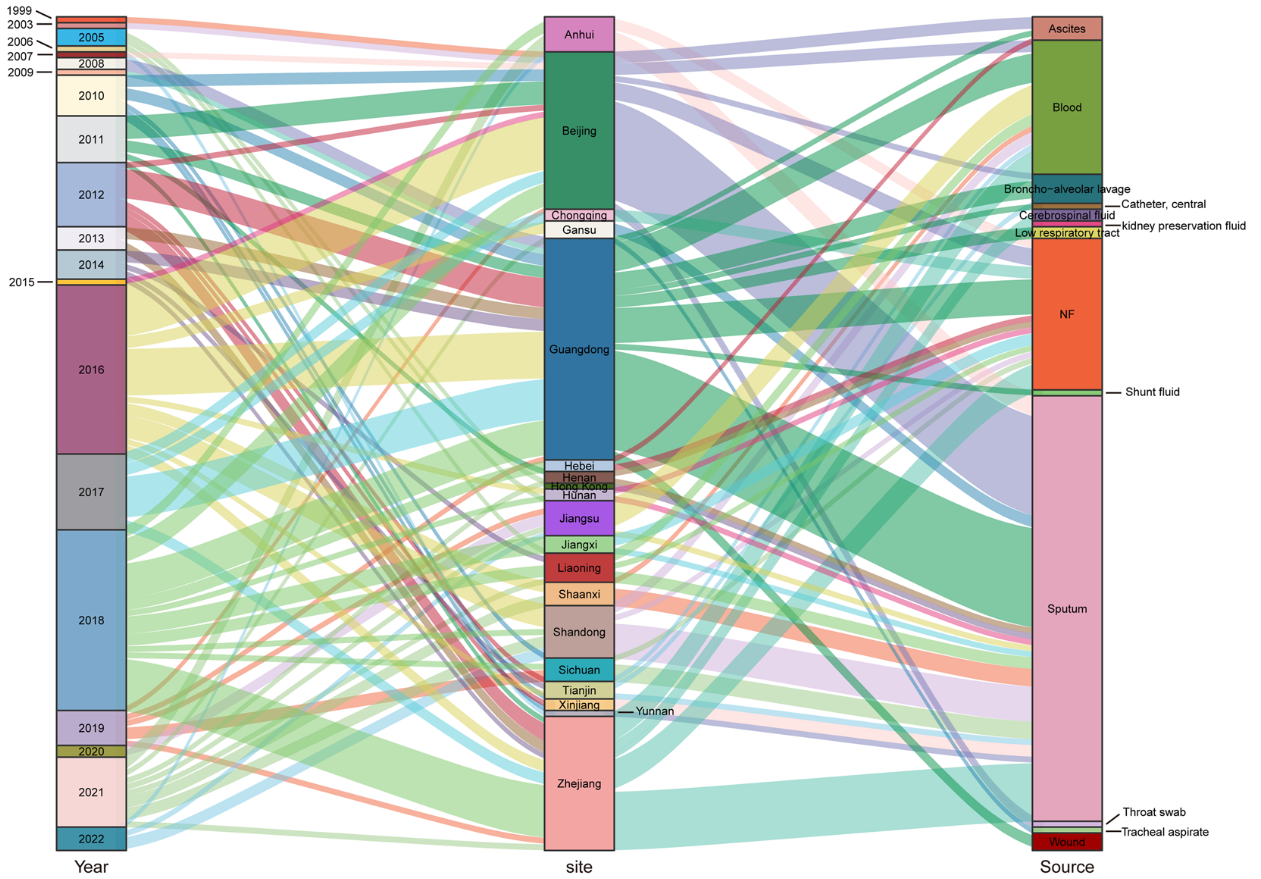 1999
2003
2005
2006
2007
2008
2009
2010
2011
2012
2013
2014
2015
2016
2017
2018
2019
2020
2021
2022
Year
Anhui
Beijing
Chongqing
Gansu
Guangdong
Hebei
Henan
Hong Kong
Hunan
Jiangsu
Jiangxi
Liaoning
Shaanxi
Shandong
Sichuan
Tianjin
Xinjiang
Yunnan
Zhejiang
site
Ascites
Blood
Broncho−alveolar lavage
Catheter, central
Cerebrospinal fluid
kidney preservation fluid
Low respiratory tract
NF
Shunt fluid
Sputum
Throat swab
Tracheal aspirate
Wound
Source